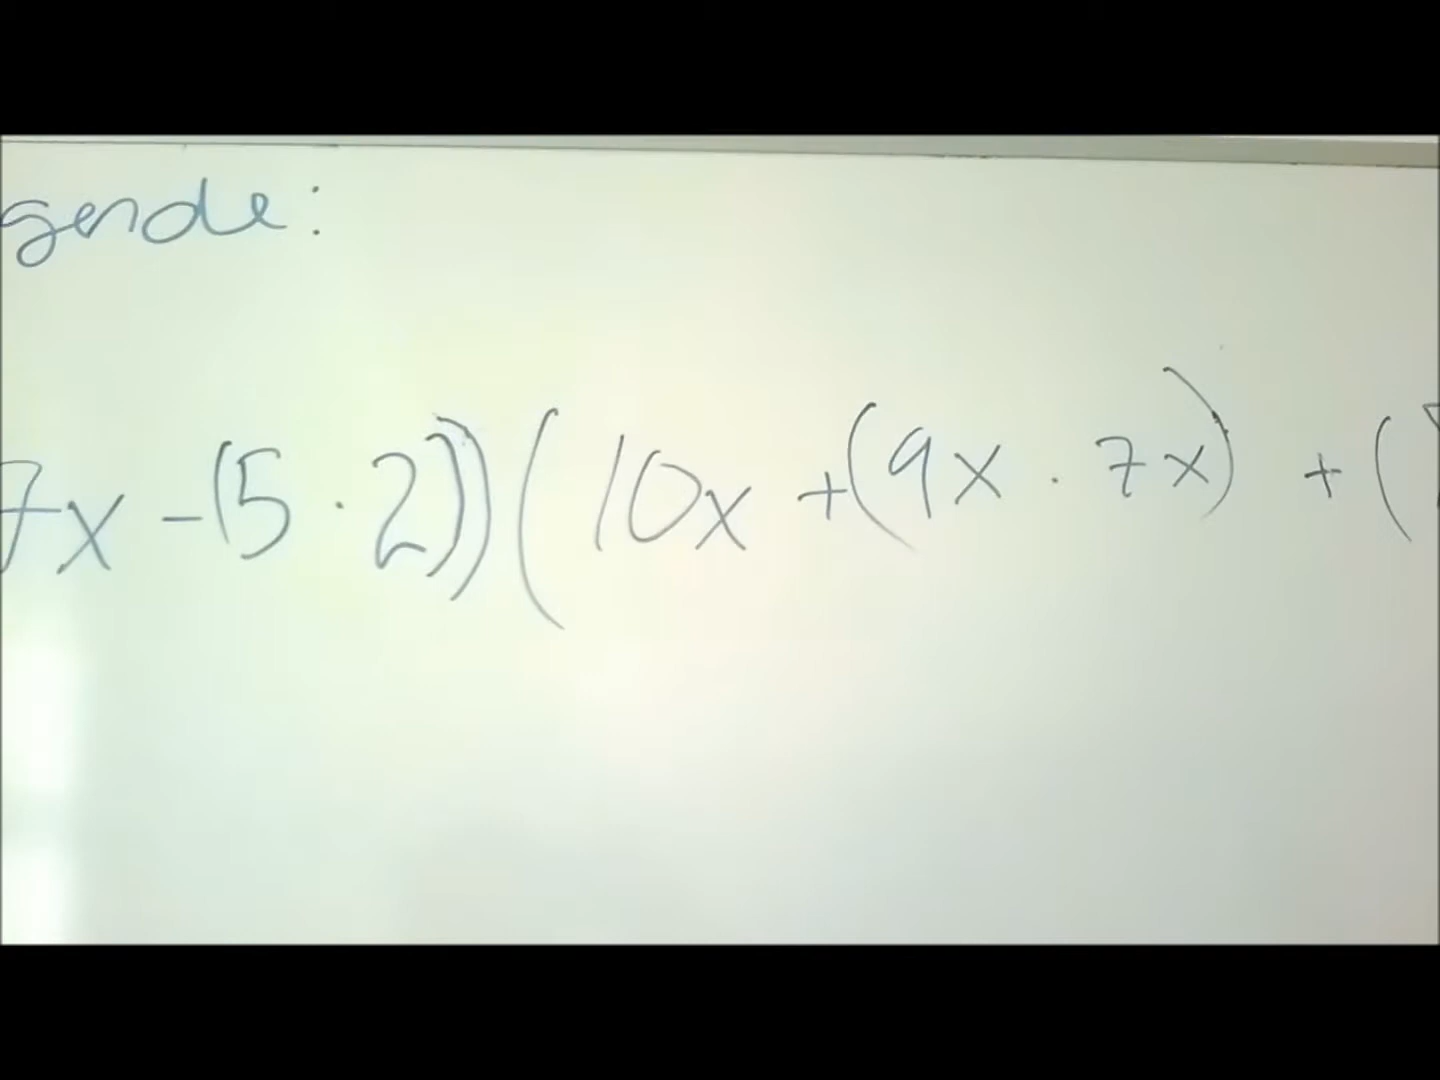 gende:
7x - (5 · 2)) (10x + (9x · 7x) + (